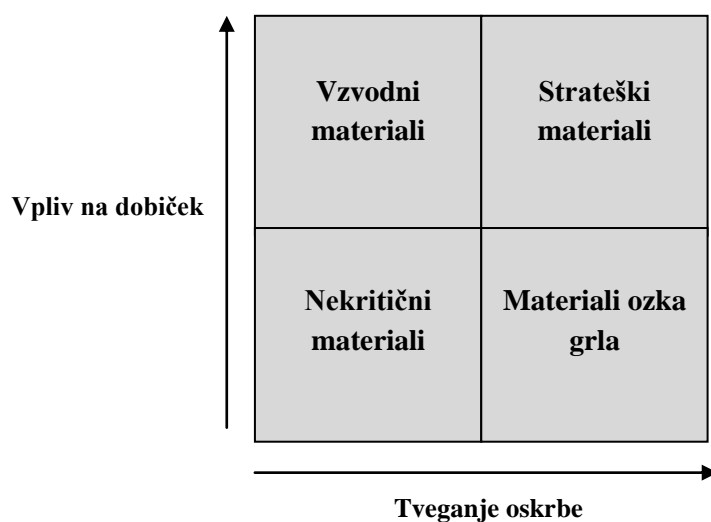 Vzvodni
materiali
Strateški
materiali
Vpliv na dobiček
Nekritični
materiali
Materiali ozka
grla
Tveganje oskrbe